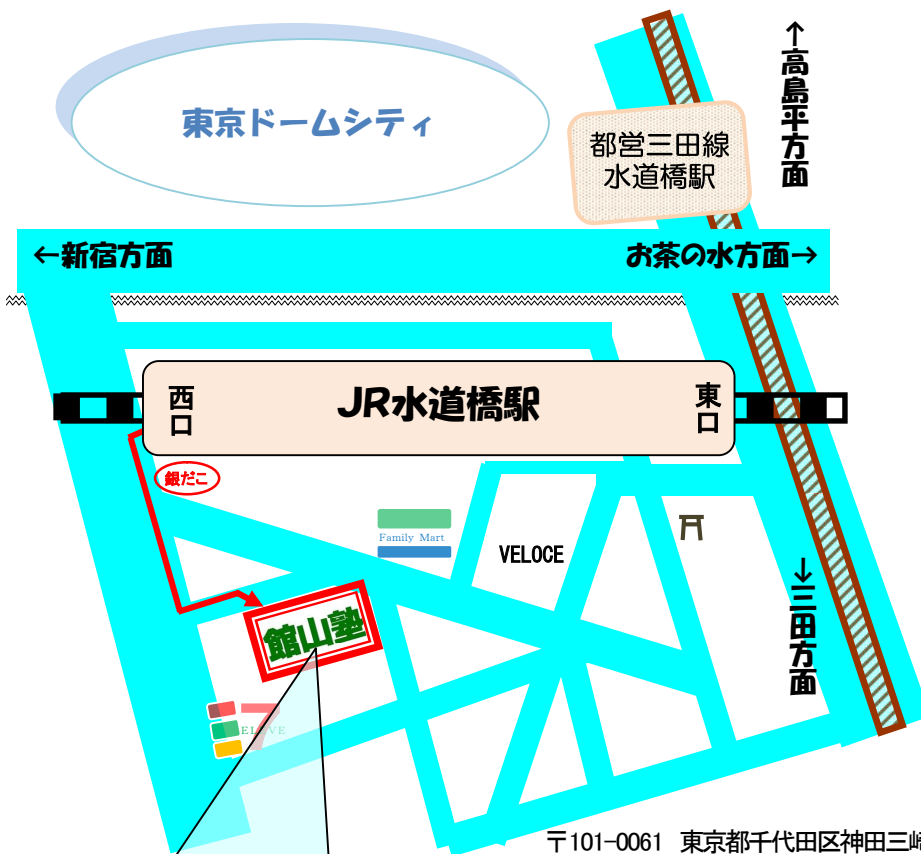 東京ドームシティ
↑高島平方面
都営三田線
水道橋駅
←新宿方面
お茶の水方面→
西口
JR水道橋駅
東口
銀だこ
Family Mart
VELOCE
館山塾
↓三田方面
〒101-0061 東京都千代田区神田三崎